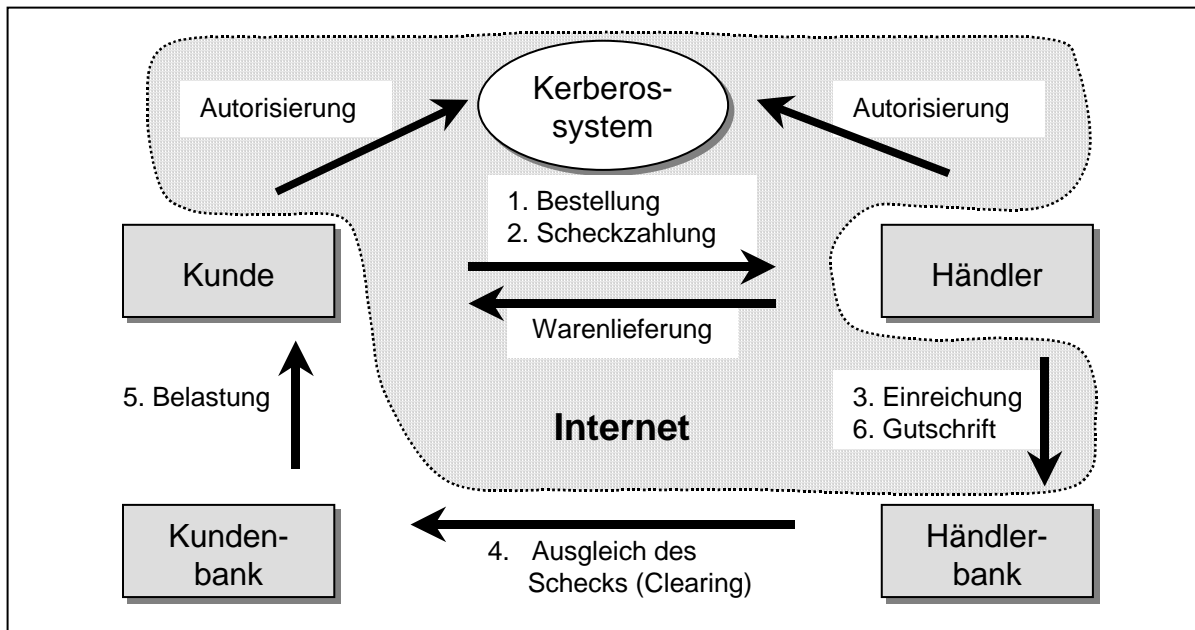 Kerberos-
system
Autorisierung
Autorisierung
1. Bestellung
2. Scheckzahlung
Kunde
Händler
Warenlieferung
5. Belastung
3. Einreichung
6. Gutschrift
Internet
Kunden-
bank
4. Ausgleich des
Schecks (Clearing)
Händler-
bank